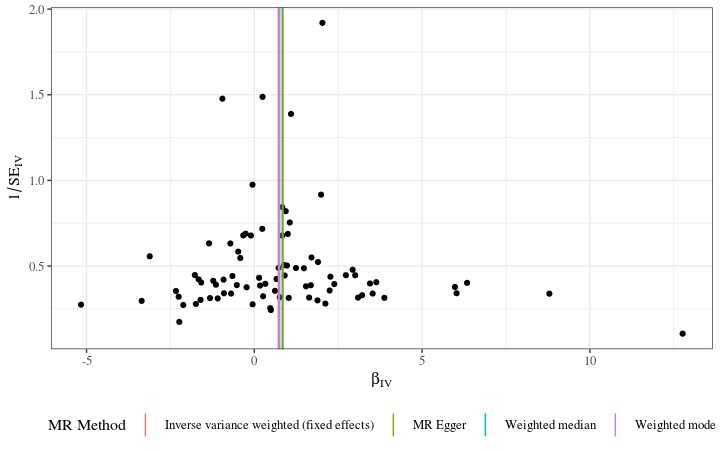 2.0
1.5
1.0
0.5
1/SE_IV
-5
0
5
10
β_IV
MR Method
Inverse variance weighted (fixed effects)
MR Egger
Weighted median
Weighted mode